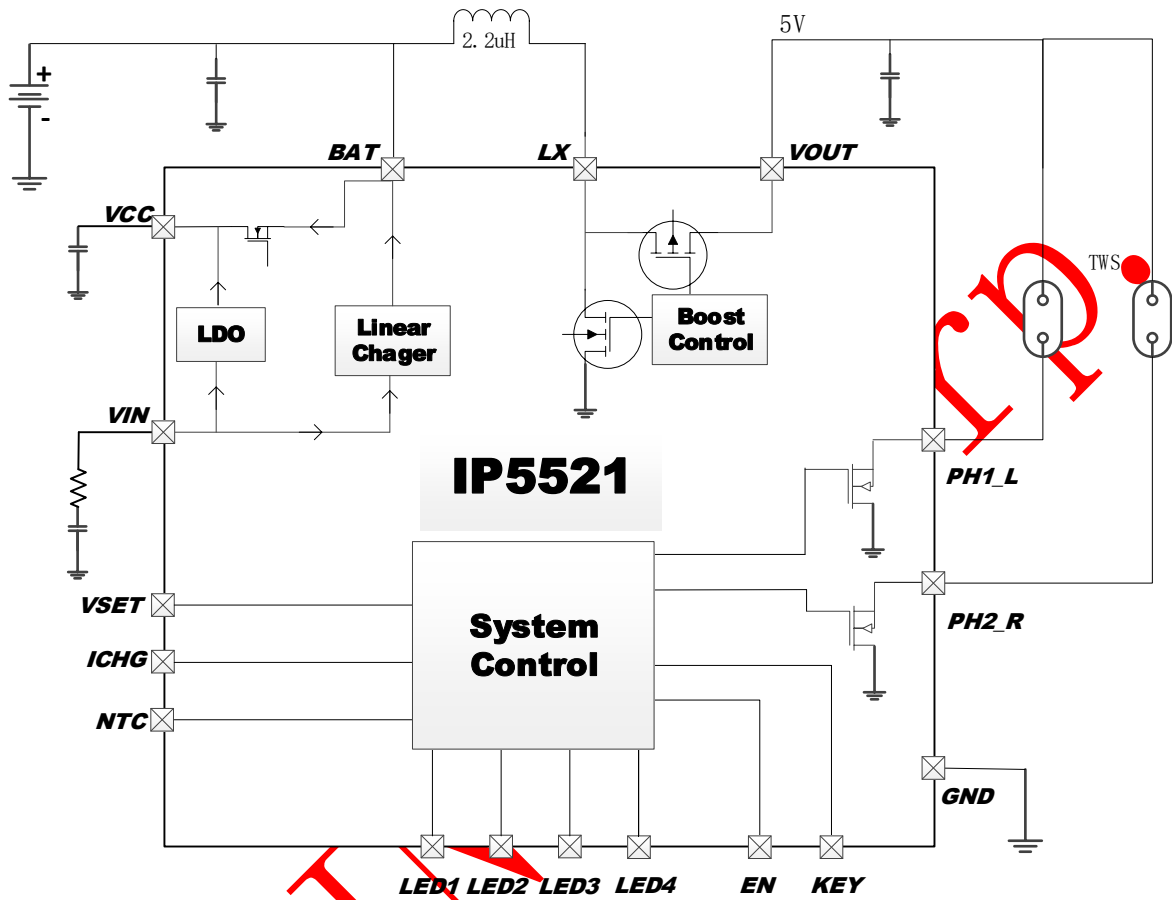 2.2uH
5V
+
-
BAT
LX
VOUT
VCC
TWS
LDO
Linear
Chager
Boost
Control
VIN
IP5521
PH1_L
VSET
System
Control
PH2_R
ICHG
NTC
GND
LED1
LED2
LED3
LED4
EN
KEY